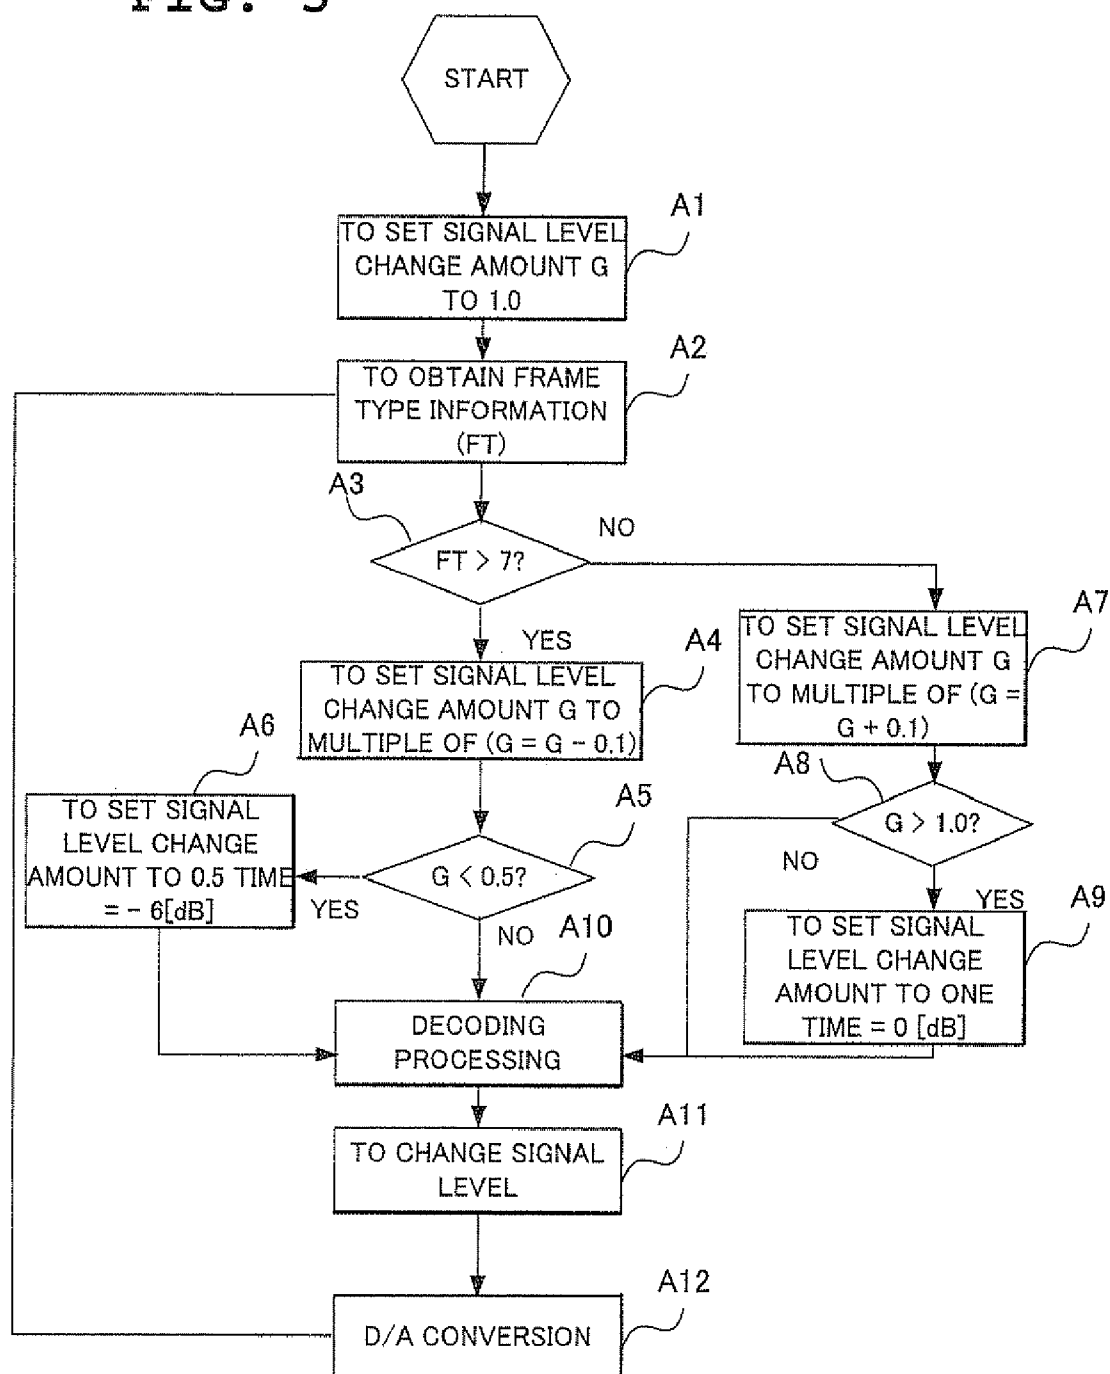 START
A1
TO SET SIGNAL LEVEL
CHANGE AMOUNT G
TO 1.0
A2
TO OBTAIN FRAME
TYPE INFORMATION
(FT)
A3
FT > 7?
NO
YES
A4
TO SET SIGNAL LEVEL
CHANGE AMOUNT G TO
MULTIPLE OF (G = G - 0.1)
A7
TO SET SIGNAL LEVEL
CHANGE AMOUNT G
TO MULTIPLE OF (G =
G + 0.1)
A6
TO SET SIGNAL
LEVEL CHANGE
AMOUNT TO 0.5 TIME
= - 6[dB]
A5
G < 0.5?
YES
NO
A8
G > 1.0?
NO
YES
A9
TO SET SIGNAL
LEVEL CHANGE
AMOUNT TO ONE
TIME = 0 [dB]
A10
DECODING
PROCESSING
A11
TO CHANGE SIGNAL
LEVEL
A12
D/A CONVERSION